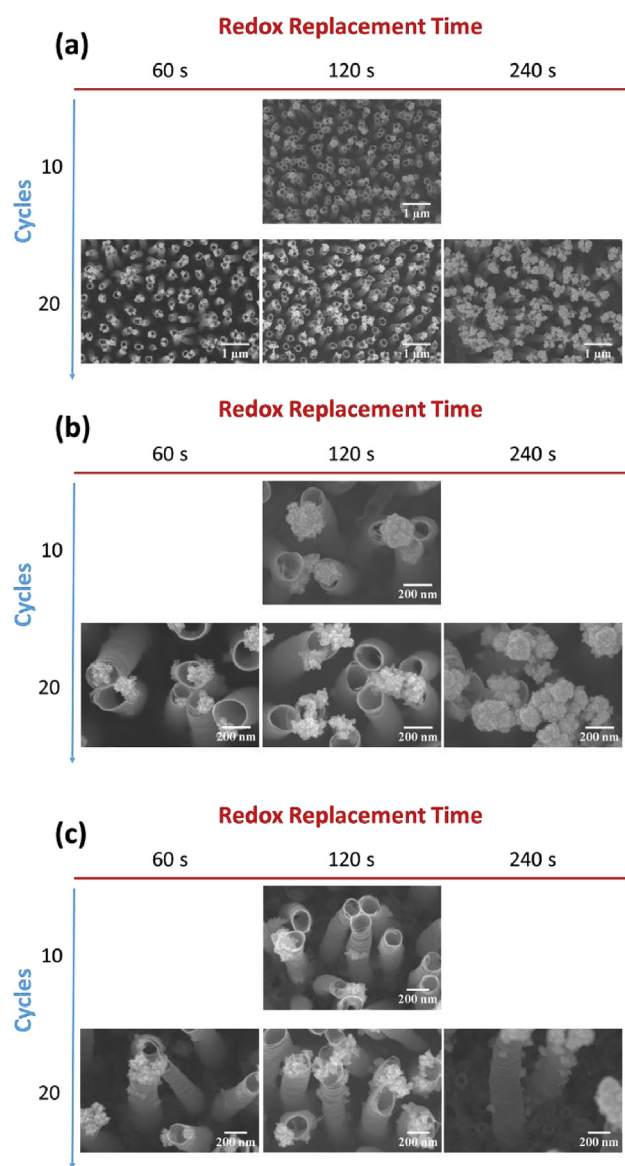 (a)
Redox Replacement Time
60 s 120 s 240 s
Cycles
10
1 µm
20
1 µm 1 µm 1 µm
(b)
Redox Replacement Time
60 s 120 s 240 s
Cycles
10
200 nm
20
200 nm 200 nm 200 nm
(c)
Redox Replacement Time
60 s 120 s 240 s
Cycles
10
200 nm
20
200 nm 200 nm 200 nm